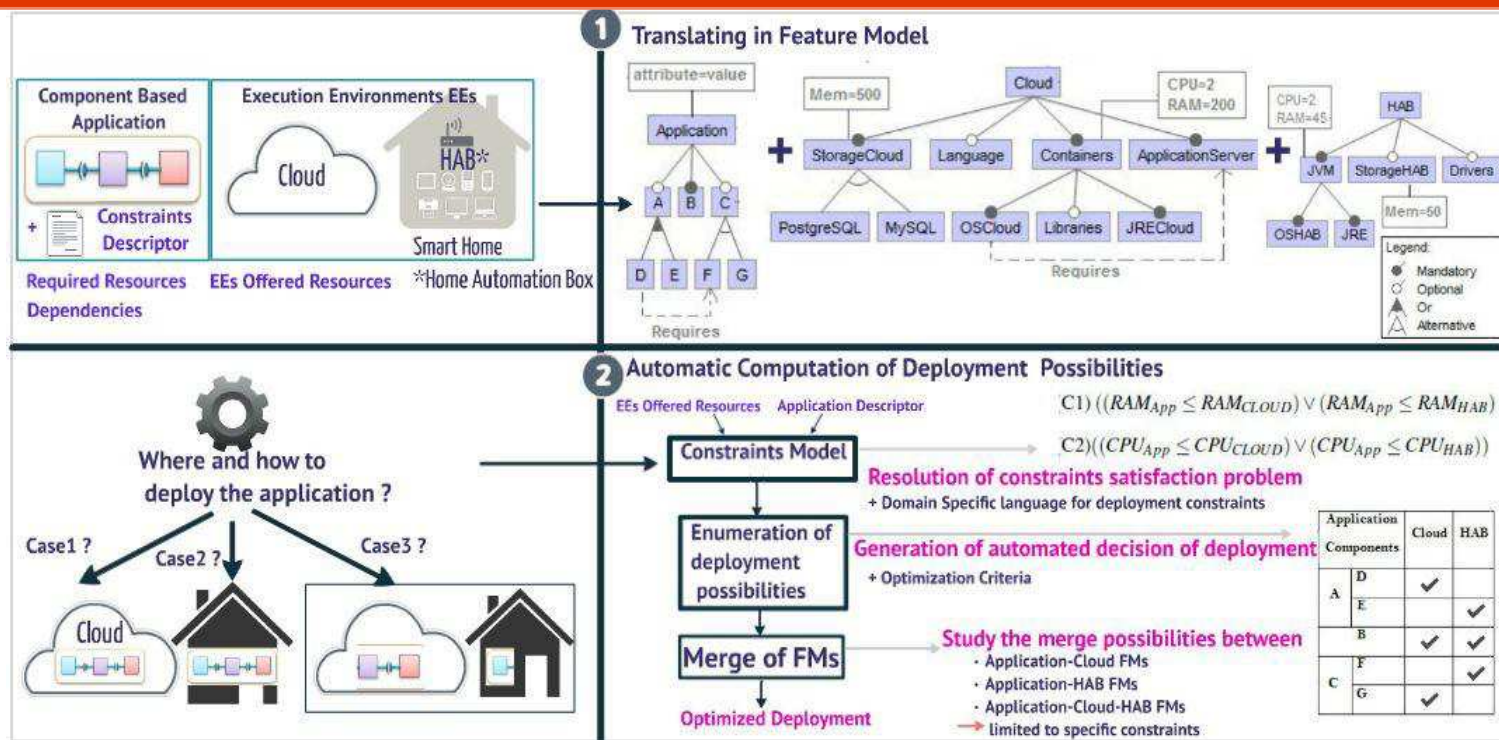 Component Based
Application
+ Constraints
Descriptor
Required Resources
Dependencies
Execution Environments EEs
Cloud
HAB*
Smart Home
EEs Offered Resources
*Home Automation Box
1 Translating in Feature Model
attribute=value
Application
A B C
D E F G
Requires
+
Mem=500
Cloud
CPU=2
RAM=200
StorageCloud Language Containers ApplicationServer
PostgreSQL MySQL OSCloud Libraries JRECloud
Requires
+
CPU=2
RAM=45
HAB
JVM StorageHAB Drivers
Mem=50
OSHAB JRE
Legend:
Mandatory
Optional
Or
Alternative
Where and how to
deploy the application ?
Case1 ?
Case2 ?
Case3 ?
Cloud
2 Automatic Computation of Deployment Possibilities
EEs Offered Resources Application Descriptor
Constraints Model
C1) ((RAM_App ≤ RAM_CLOUD) ∨ (RAM_App ≤ RAM_HAB)
C2)((CPU_App ≤ CPU_CLOUD) ∨ (CPU_App ≤ CPU_HAB))
Resolution of constraints satisfaction problem
+ Domain Specific language for deployment constraints
Enumeration of
deployment
possibilities
Generation of automated decision of deployment
+ Optimization Criteria
Merge of FMs
Study the merge possibilities between
· Application-Cloud FMs
· Application-HAB FMs
· Application-Cloud-HAB FMs
limited to specific constraints
Optimized Deployment
Application
Components Cloud HAB
A D ✓
E ✓
B ✓ ✓
C F ✓
G ✓